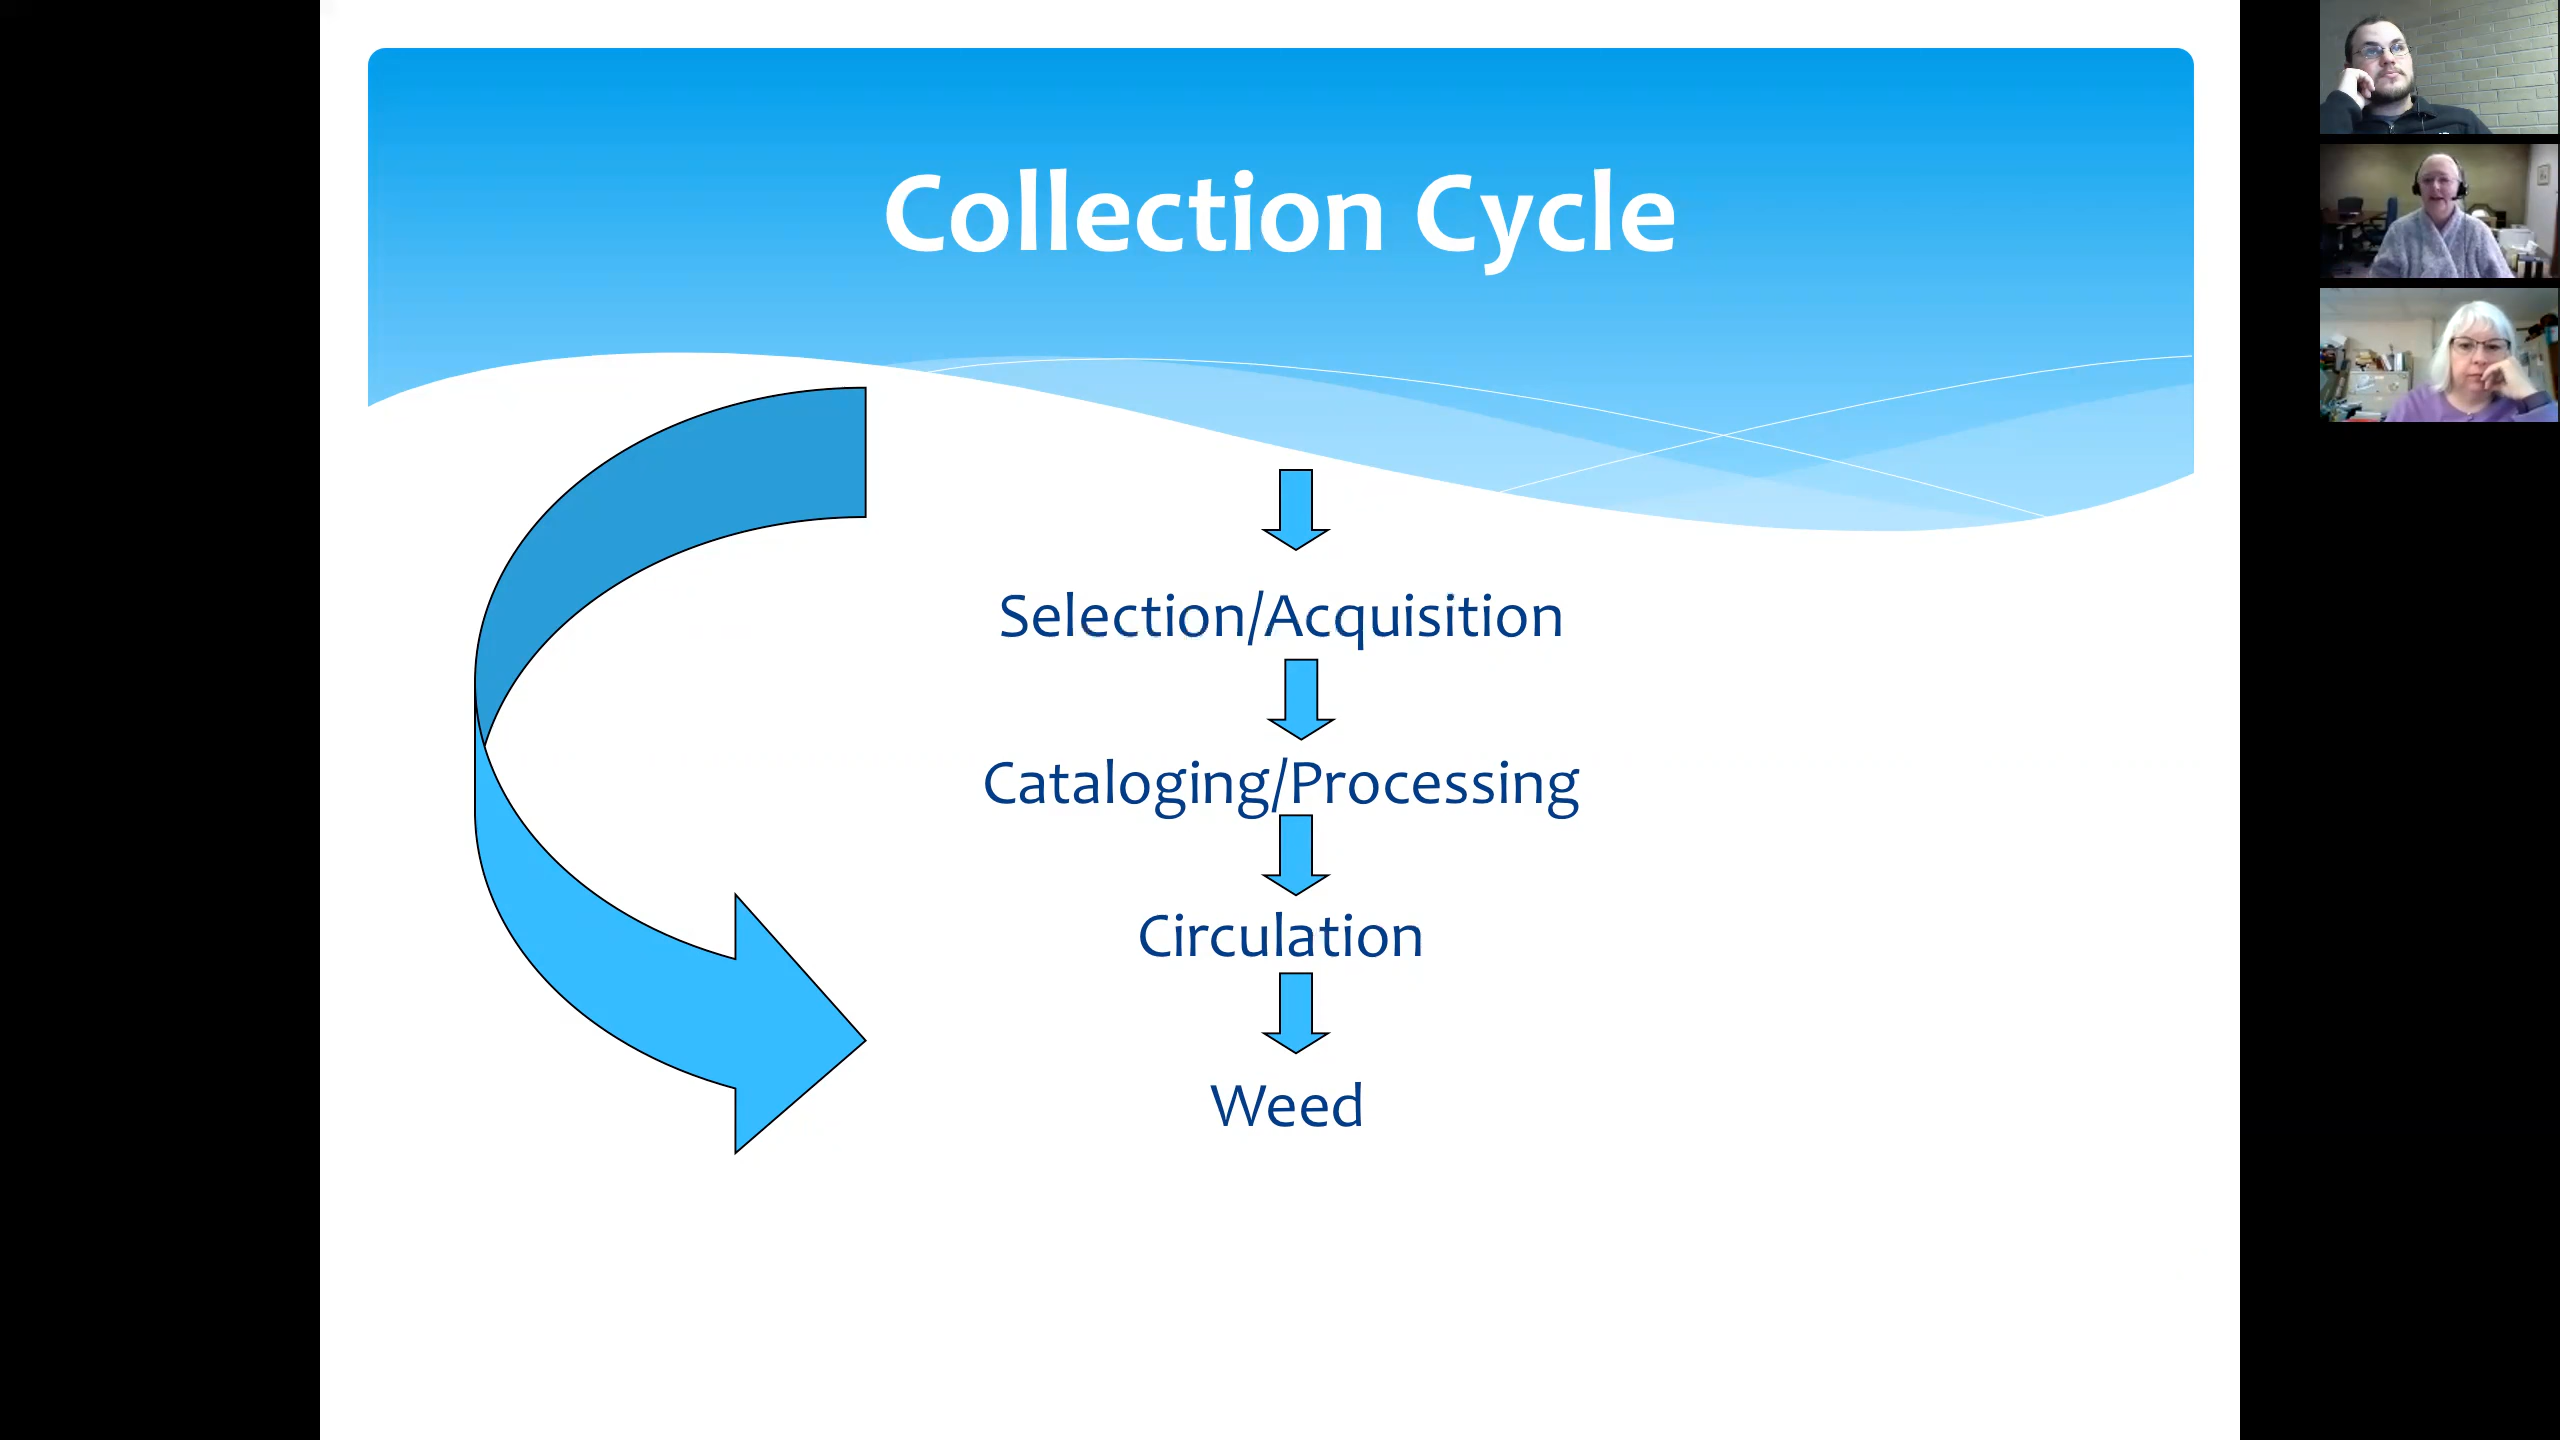 Collection Cycle
Selection/Acquisition
Cataloging/Processing
Circulation
Weed